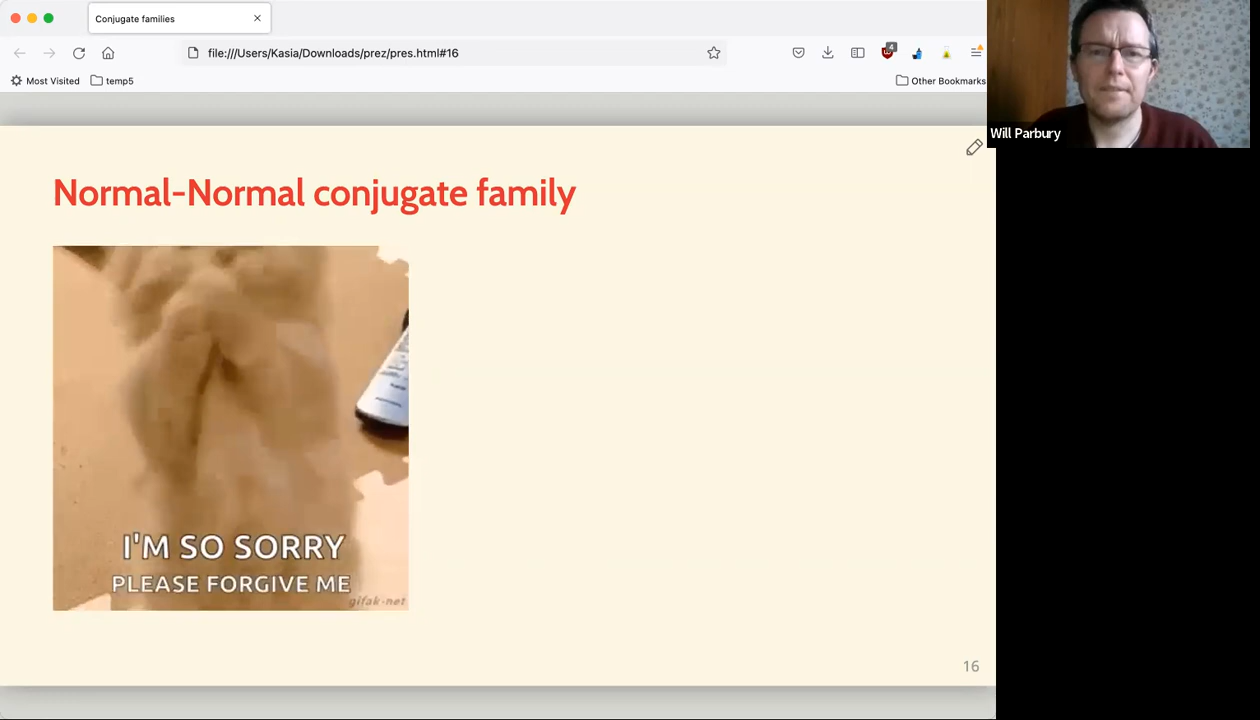 Conjugate families
file:///Users/Kasia/Downloads/prez/pres.html#16
4
Most Visited
temp5
Other Bookmarks
Will Parbury
Normal-Normal conjugate family
I'M SO SORRY
PLEASE FORGIVE ME
gifak-net
16